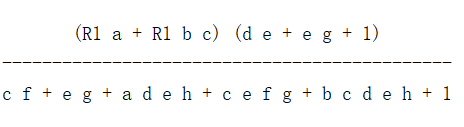 (R1 a + R1 b c) (d e + e g + 1)
---------------------------------------------
c f + e g + a d e h + c e f g + b c d e h + 1